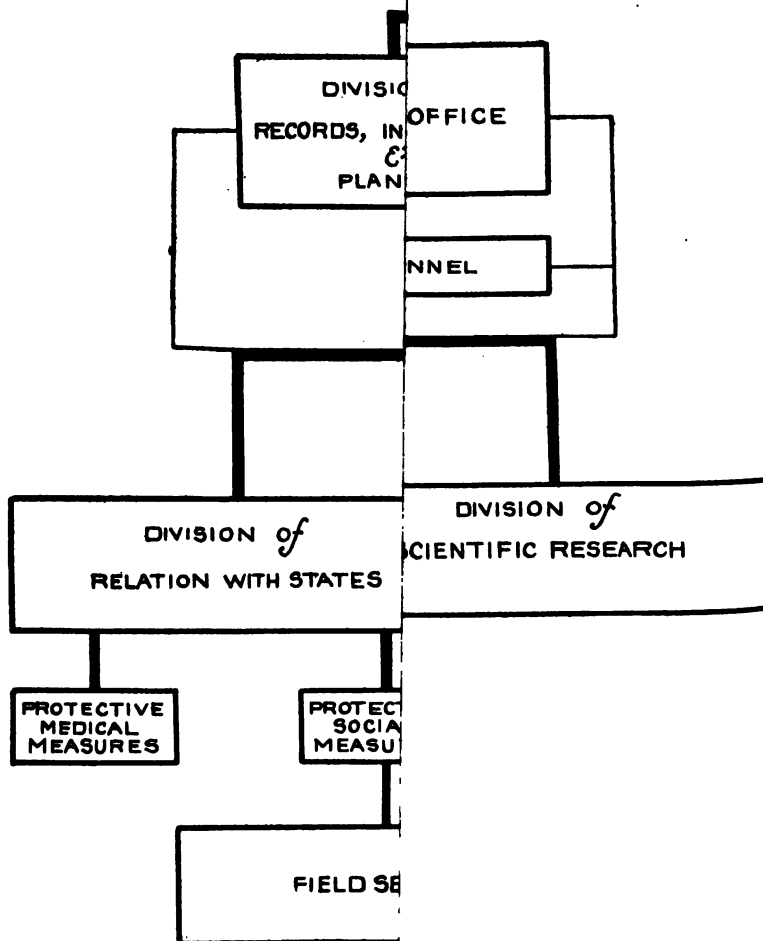 DIVISIO
RECORDS, IN
&
PLAN
OFFICE
NNEL
DIVISION of
RELATION WITH STATES
DIVISION of
SCIENTIFIC RESEARCH
PROTECTIVE
MEDICAL
MEASURES
PROTECT
SOCIA
MEASU
FIELD SE